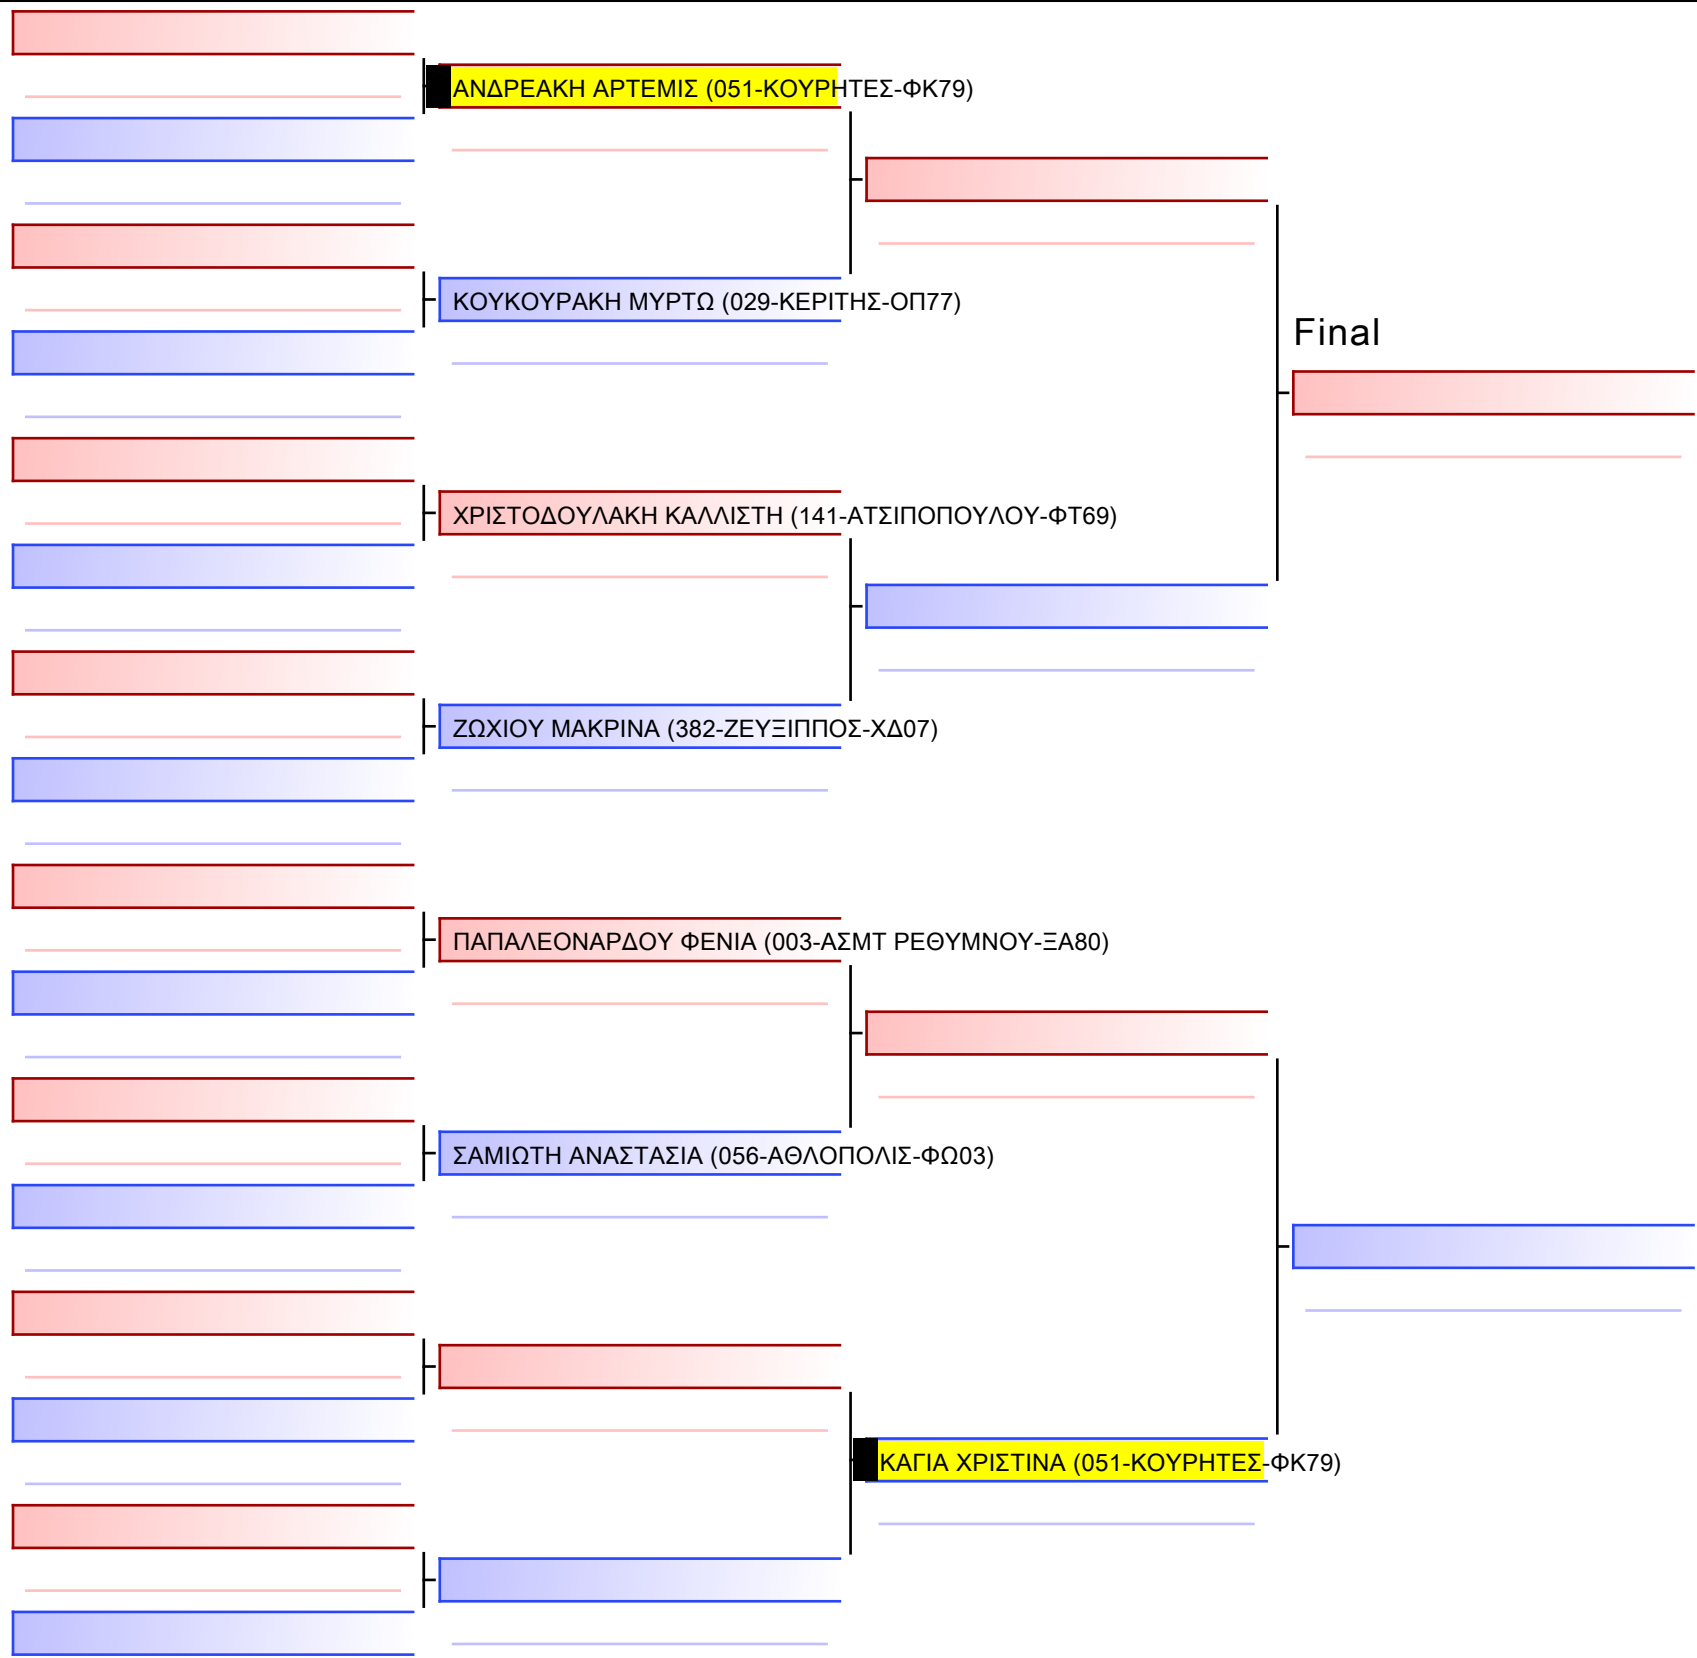 ΑΝΔΡΕΑΚΗ ΑΡΤΕΜΙΣ (051-ΚΟΥΡΗΤΕΣ-ΦΚ79)
ΚΟΥΚΟΥΡΑΚΗ ΜΥΡΤΩ (029-ΚΕΡΙΤΗΣ-ΟΠ77)
Final
ΧΡΙΣΤΟΔΟΥΛΑΚΗ ΚΑΛΛΙΣΤΗ (141-ΑΤΣΙΠΟΠΟΥΛΟΥ-ΦΤ69)
ΖΩΧΙΟΥ ΜΑΚΡΙΝΑ (382-ΖΕΥΞΙΠΠΟΣ-ΧΔ07)
ΠΑΠΑΛΕΟΝΑΡΔΟΥ ΦΕΝΙΑ (003-ΑΣΜΤ ΡΕΘΥΜΝΟΥ-ΞΑ80)
ΣΑΜΙΩΤΗ ΑΝΑΣΤΑΣΙΑ (056-ΑΘΛΟΠΟΛΙΣ-ΦΩ03)
ΚΑΓΙΑ ΧΡΙΣΤΙΝΑ (051-ΚΟΥΡΗΤΕΣ-ΦΚ79)